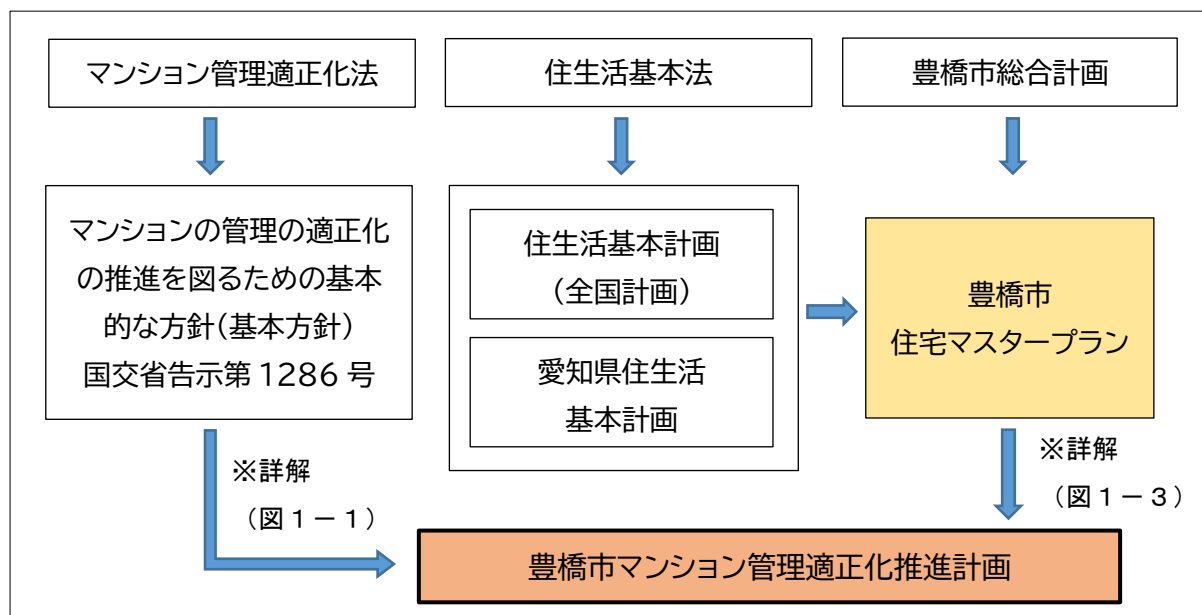 マンション管理適正化法
住生活基本法
豊橋市総合計画
マンションの管理の適正化
の推進を図るための基本
的な方針(基本方針)
国交省告示第 1286 号
住生活基本計画
（全国計画）
愛知県住生活
基本計画
豊橋市
住宅マスタープラン
※詳解
（図１－１）
※詳解
（図１－３）
豊橋市マンション管理適正化推進計画